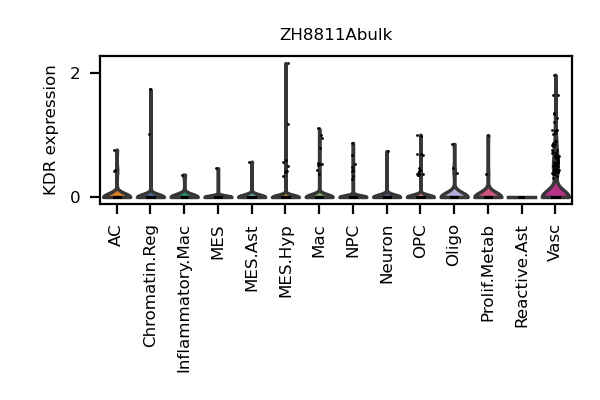 ZH8811Abulk
KDR expression
2
0
AC
Chromatin.Reg
Inflammatory.Mac
MES
MES.Ast
MES.Hyp
Mac
NPC
Neuron
OPC
Oligo
Prolif.Metab
Reactive.Ast
Vasc